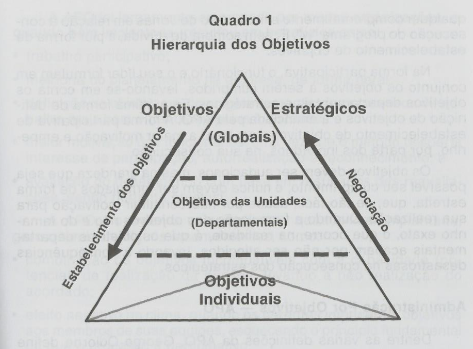 Quadro 1
Hierarquia dos Objetivos
Objetivos Estratégicos
(Globais)
Estabelecimento dos objetivos
Negociação
Objetivos das Unidades
(Departamentais)
Objetivos
Individuais